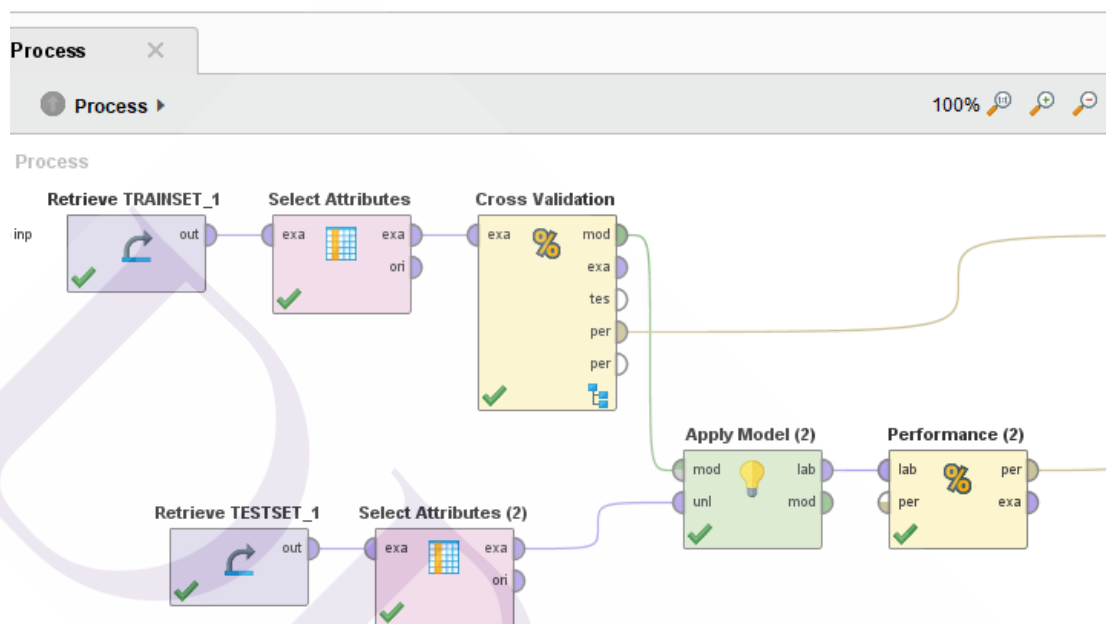 Process
Process
100%
Process
Retrieve TRAINSET_1
Select Attributes
Cross Validation
inp
out
exa
exa
ori
exa
mod
exa
tes
per
per
Apply Model (2)
Performance (2)
mod
lab
unl
mod
lab
per
per
exa
Retrieve TESTSET_1
Select Attributes (2)
out
exa
exa
ori